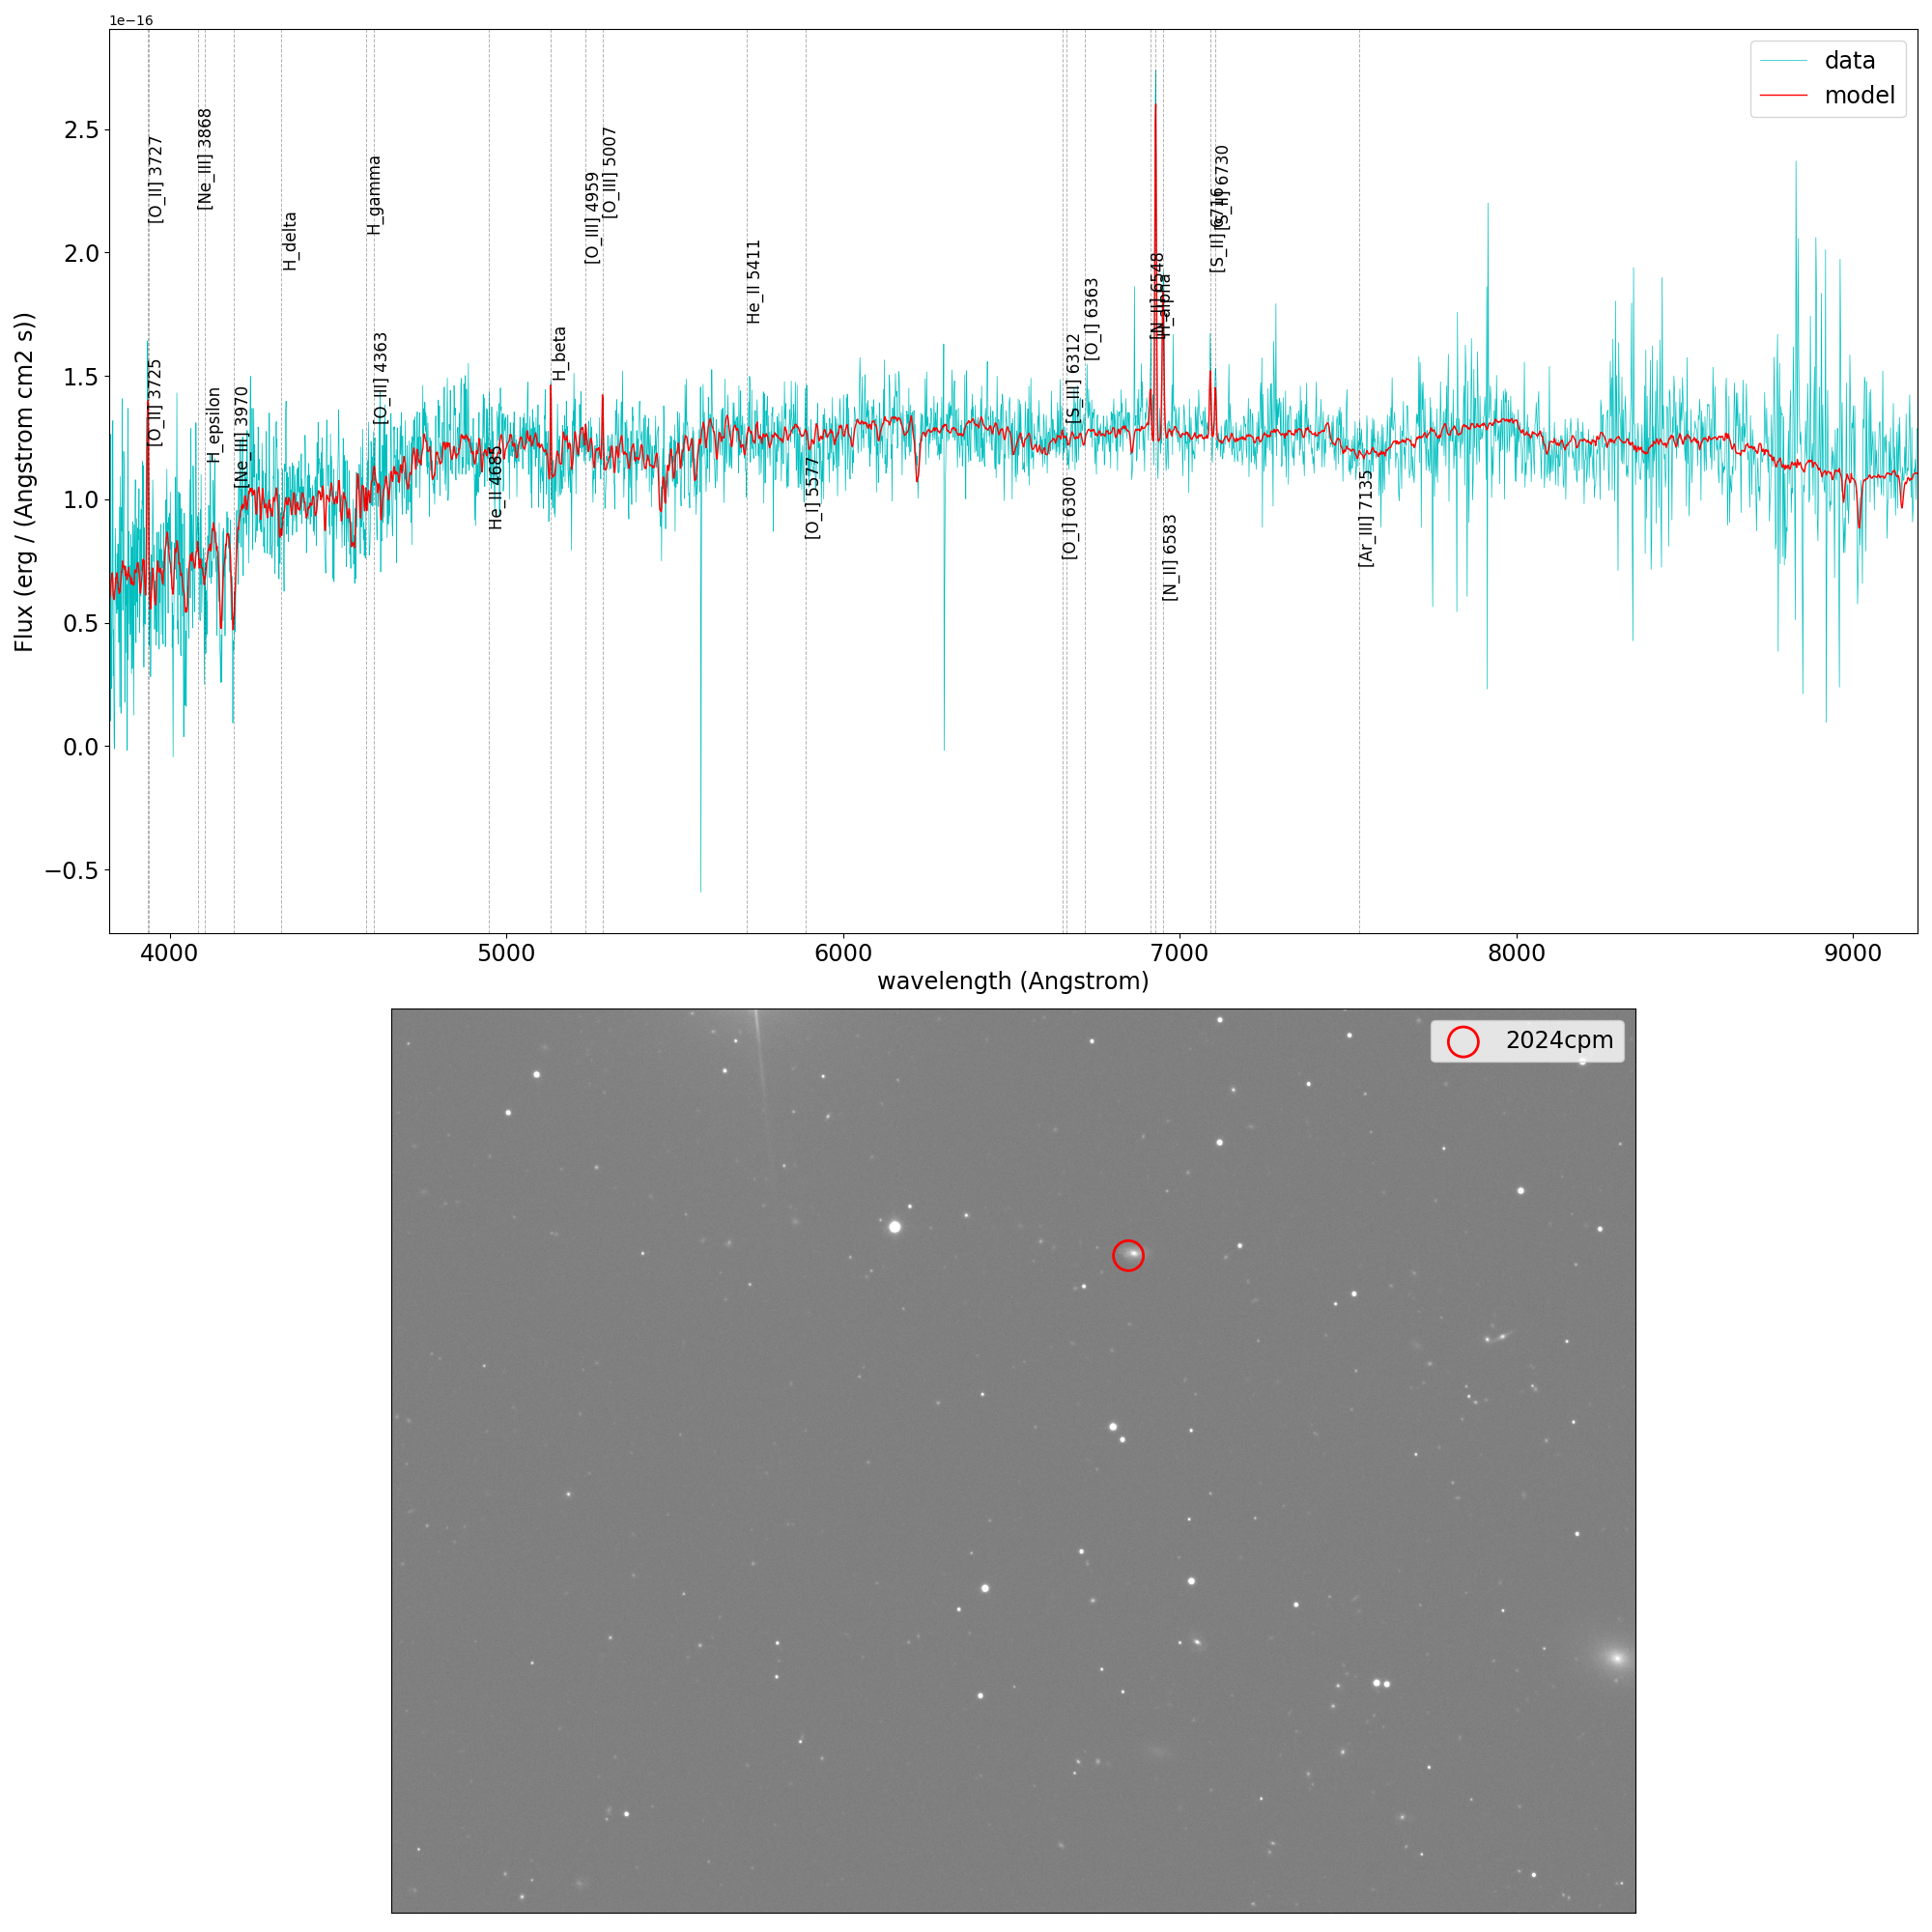 1e−16
data
model
Flux (erg / (Angstrom cm2 s))
2.5
2.0
1.5
1.0
0.5
0.0
−0.5
[O_II] 3727
[O_II] 3725
[Ne_III] 3868
H_epsilon
[Ne_III] 3970
H_delta
H_gamma
[O_III] 4363
He_II 4685
H_beta
[O_III] 4959
[O_III] 5007
He_II 5411
[O_I] 5577
[O_I] 6300
[S_III] 6312
[O_I] 6363
[N_II] 6548
H_alpha
[N_II] 6583
[S_II] 6716
[S_II] 6730
[Ar_III] 7135
4000 5000 6000 7000 8000 9000
wavelength (Angstrom)
2024cpm